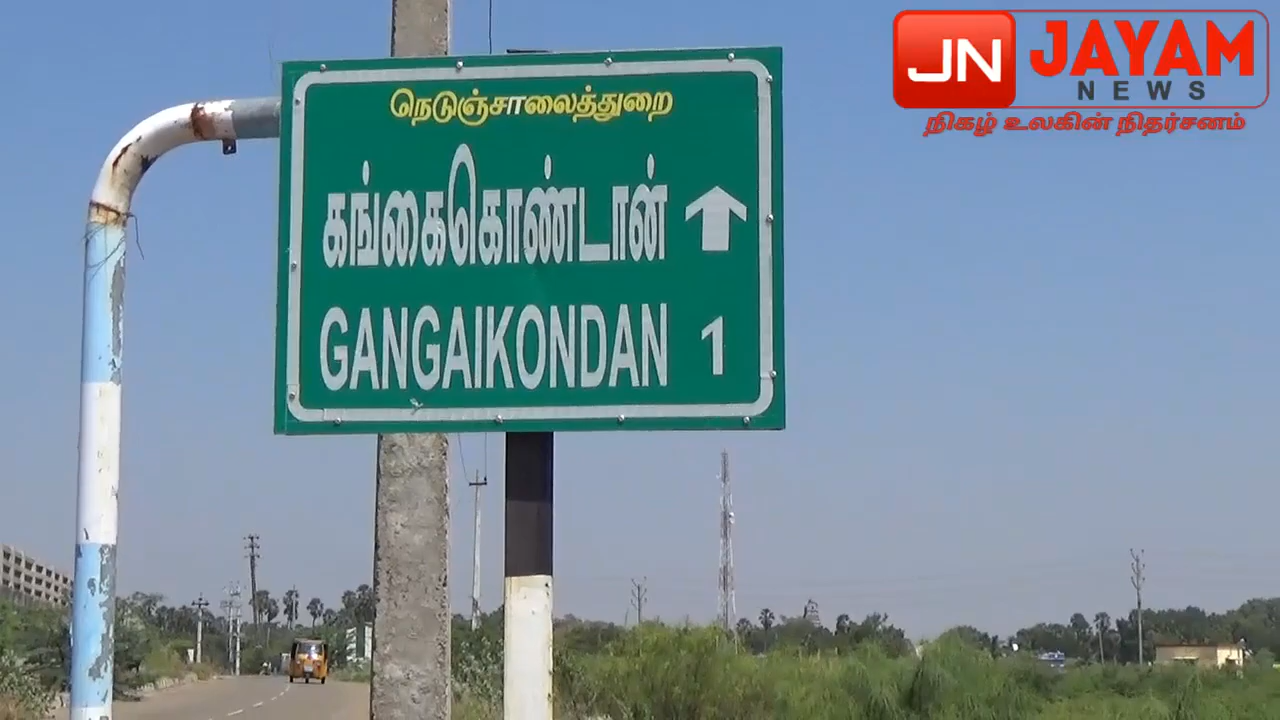 நெடுஞ்சாலைத்துறை
கங்கைகொண்டான்
GANGAIKONDAN 1
JN JAYAM
NEWS
நிகழ் உலகின் நிதர்சனம்